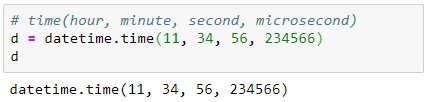 # time(hour, minute, second, microsecond)
d = datetime.time(11, 34, 56, 234566)
d
datetime.time(11, 34, 56, 234566)